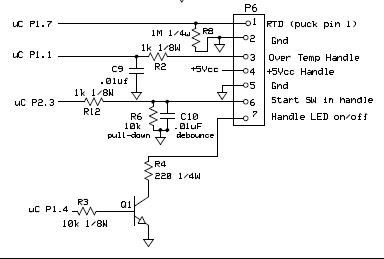 P6
uC P1.7
1 RTD (puck pin 1)
1M 1/4w R8
2 Gnd
uC P1.1
1k 1/8W
R2
3 Over Temp Handle
C9
.01uf
+5Vcc
4 +5Vcc Handle
5 Gnd
1k 1/8W
uC P2.3
R12
6 Start SW in handle
R6
10k
pull-down
C10
.01uF
debounce
7 Handle LED on/off
R4
220 1/4W
uC P1.4
R3
10k 1/8W
Q1